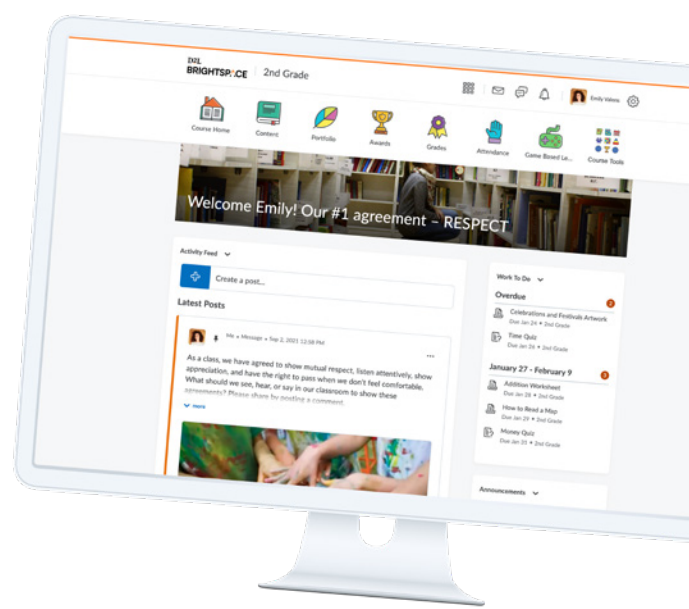 D2L
BRIGHTSP CE
2nd Grade
Emily Valens
Course Home
Content
Portfolio
Awards
Grades
Attendance
Game Based La...
Course Tools
Welcome Emily! Our #1 agreement – RESPECT
Activity Feed
Create a post...
Latest Posts
Me • Message • Sep 2, 2021 12:58 PM
As a class, we have agreed to show mutual respect, listen attentively, show
appreciation, and have the right to pass when we don't feel comfortable.
What should we see, hear, or say in our classroom to show these
agreements? Please share by posting a comment.
more
Work To Do
Overdue
2
Celebrations and Festivals Artwork
Due Jan 24 • 2nd Grade
Time Quiz
Due Jan 26 • 2nd Grade
January 27 - February 9
3
Addition Worksheet
Due Jan 28 • 2nd Grade
How to Read a Map
Due Jan 29 • 2nd Grade
Money Quiz
Due Jan 31 • 2nd Grade
Announcements